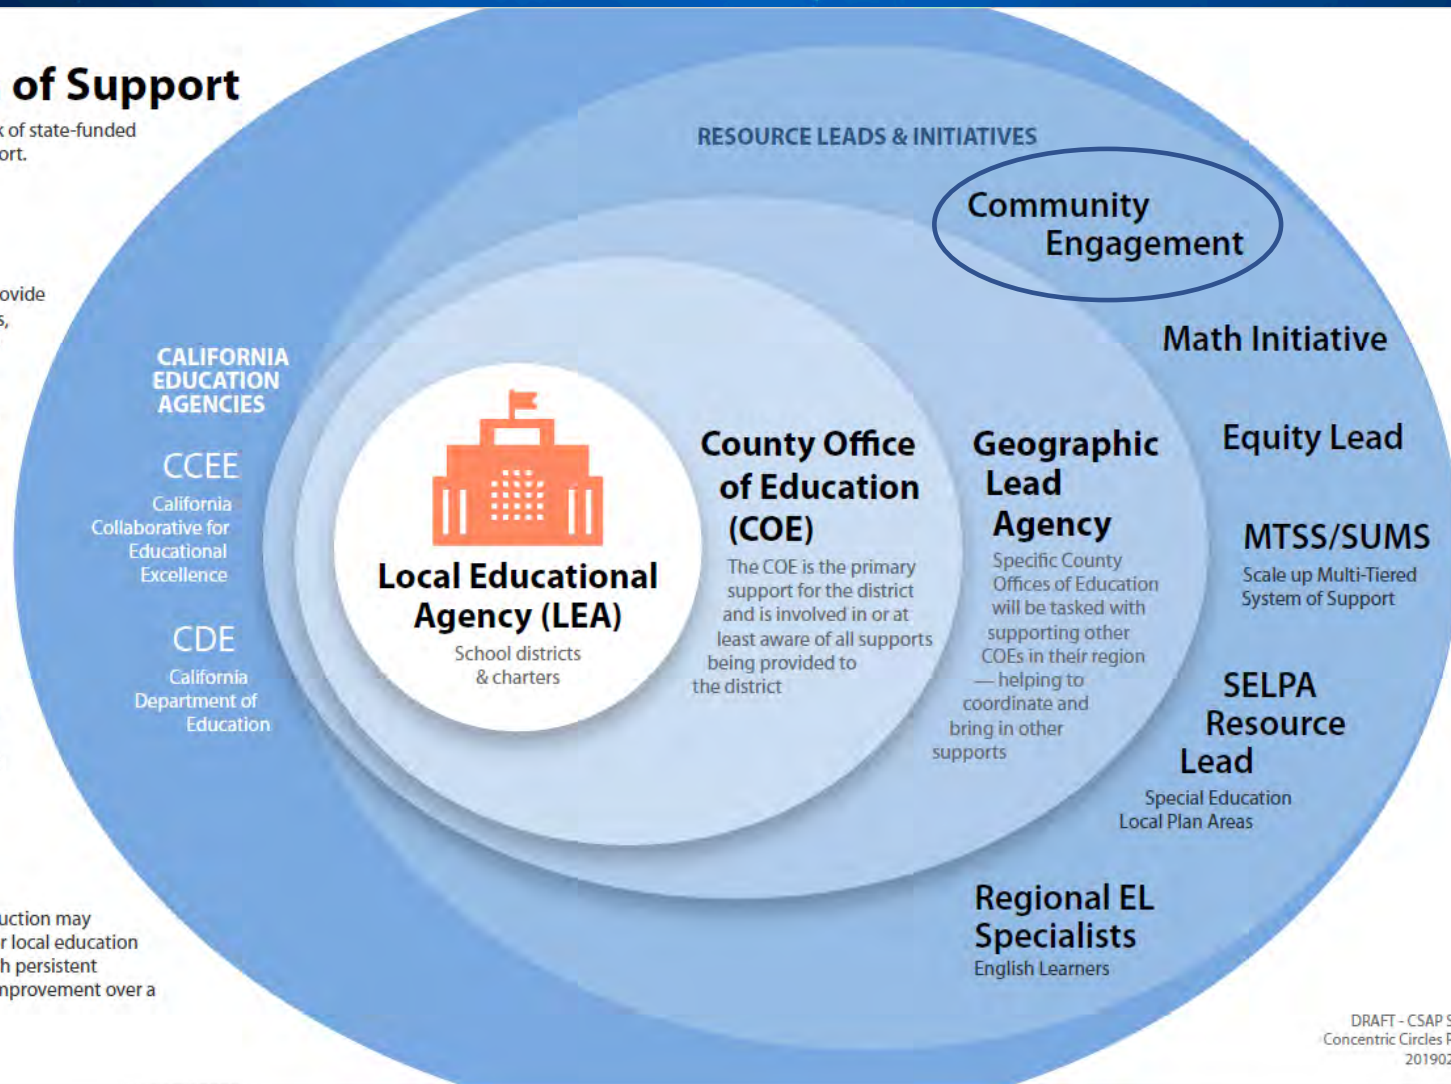 of Support
of state-funded
RESOURCE LEADS & INITIATIVES
Community
Engagement
Math Initiative
Equity Lead
MTSS/SUMS
Scale up Multi-Tiered
System of Support
SELPA
Resource
Lead
Special Education
Local Plan Areas
Regional EL
Specialists
English Learners
CALIFORNIA
EDUCATION
AGENCIES
CCEE
California
Collaborative for
Educational
Excellence
CDE
California
Department of
Education
Local Educational
Agency (LEA)
School districts
& charters
County Office
of Education
(COE)
The COE is the primary
support for the district
and is involved in or at
least aware of all supports
being provided to
the district
Geographic
Lead
Agency
Specific County
Offices of Education
will be tasked with
supporting other
COEs in their region
— helping to
coordinate and
bring in other
supports
may
local education
persistent
improvement over a
DRAFT - CSAP
Concentric Circles